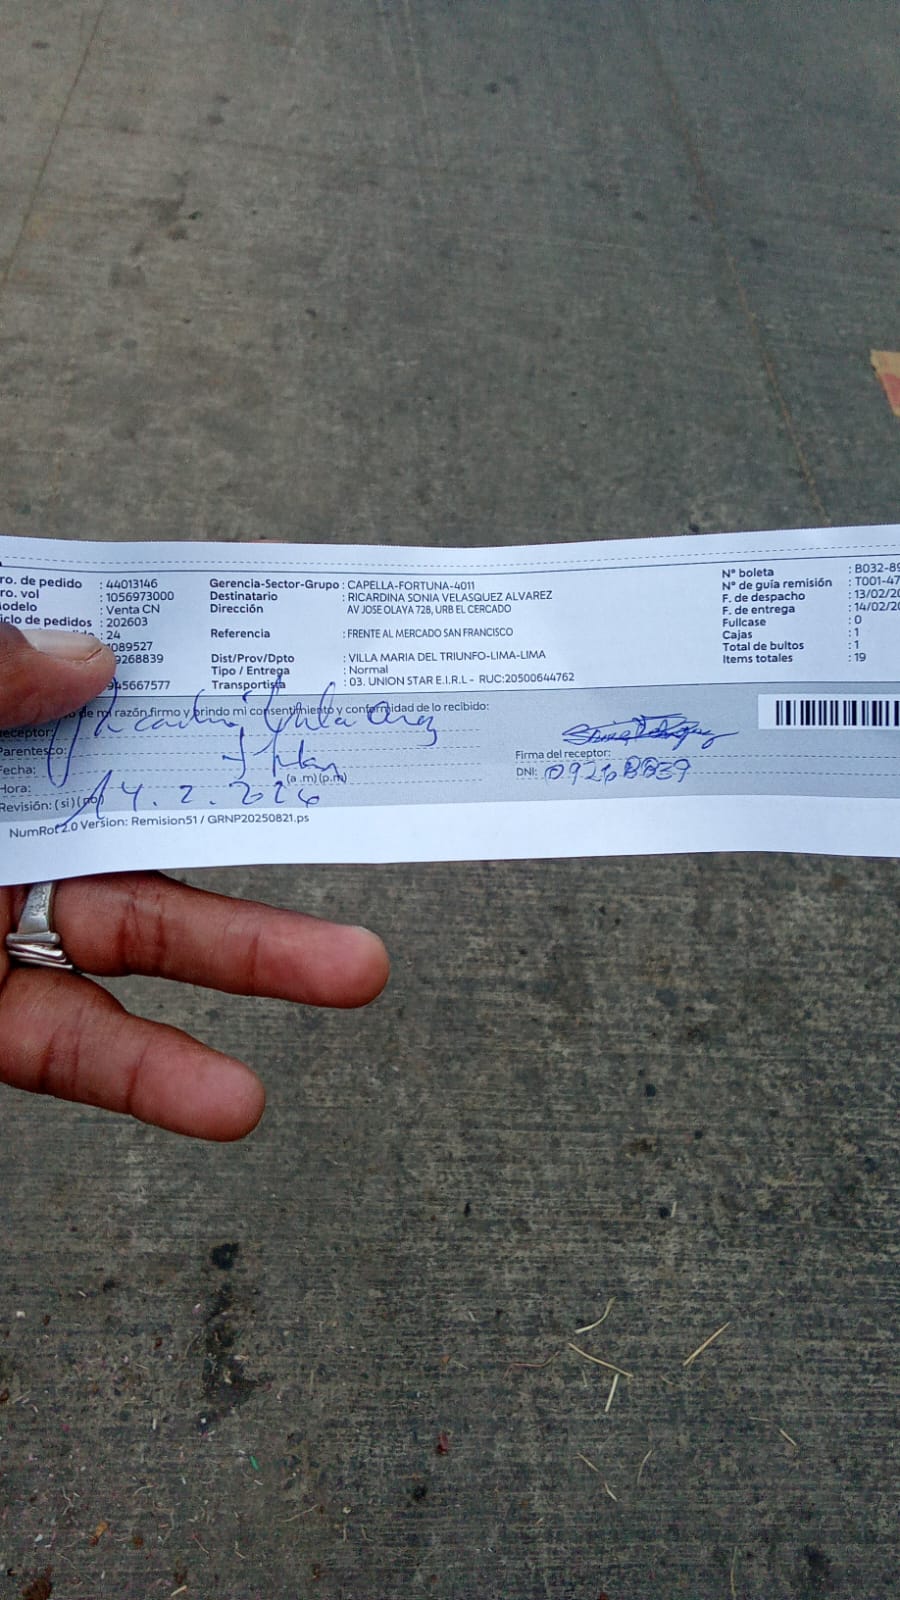 ro. de pedido : 44013146
ro. vol : 1056973000
odelo : Venta CN
iclo de pedidos : 202603
: 24
089527
9268839
945667577
Gerencia-Sector-Grupo : CAPELLA-FORTUNA-4011
Destinatario : RICARDINA SONIA VELASQUEZ ALVAREZ
Dirección AV JOSE OLAYA 728, URB EL CERCADO
Referencia : FRENTE AL MERCADO SAN FRANCISCO
Dist/Prov/Dpto : VILLA MARIA DEL TRIUNFO-LIMA-LIMA
Tipo / Entrega : Normal
Transportista : 03. UNION STAR E.I.R.L - RUC:20500644762
N° boleta : B032-89
N° de guía remisión : T001-47
F. de despacho : 13/02/20
F. de entrega : 14/02/20
Fullcase : 0
Cajas : 1
Total de bultos : 1
Items totales : 19
de mi razón firmo y brindo mi consentimiento y conformidad de lo recibido:
eceptor:
Parentesco:
Fecha:
Hora: (a.m)(p.m)
14.2.2026
Revisión: (si)(no)
Firma del receptor:
DNI: 09268839
NumRot 2.0 Version: Remision51 / GRNP20250821.ps